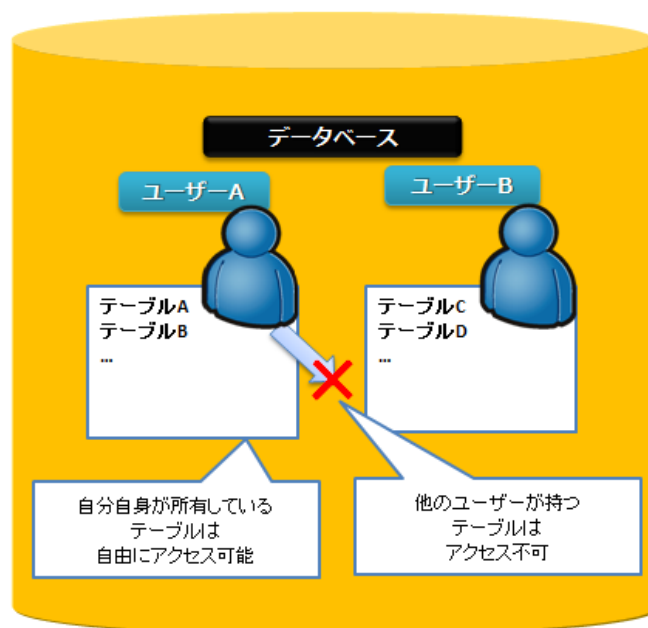 データベース
ユーザーA
ユーザーB
テーブルA
テーブルB
...
テーブルC
テーブルD
...
自分自身が所有している
テーブルは
自由にアクセス可能
他のユーザーが持つ
テーブルは
アクセス不可